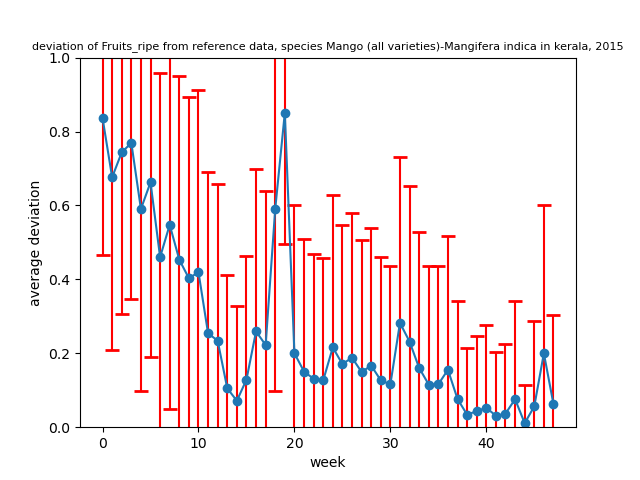 deviation of Fruits_ripe from reference data, species Mango (all varieties)-Mangifera indica in kerala, 2015
1.0
0.8
0.6
0.4
0.2
0.0
average deviation
0 10 20 30 40
week